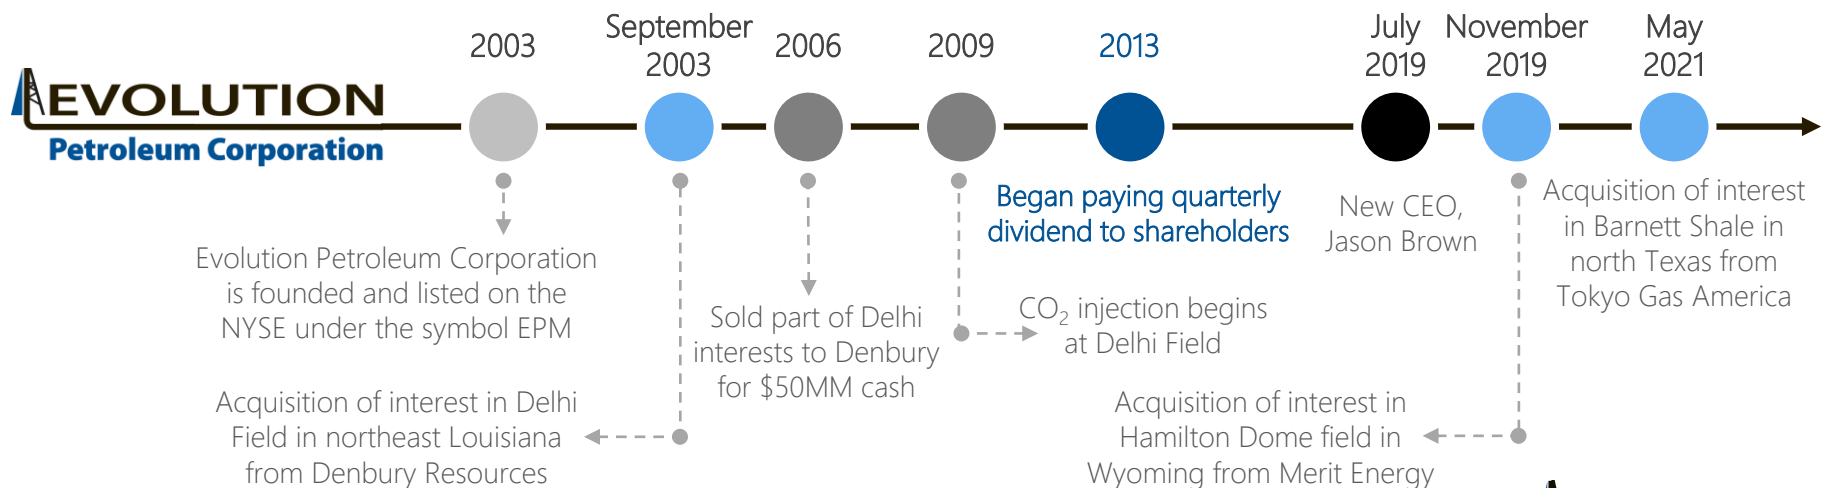 EVOLUTION
Petroleum Corporation
2003
September
2003
2006
2009
2013
July
2019
November
2019
May
2021
Evolution Petroleum Corporation
is founded and listed on the
NYSE under the symbol EPM
Acquisition of interest in Delhi
Field in northeast Louisiana
from Denbury Resources
Sold part of Delhi
interests to Denbury
for $50MM cash
CO₂ injection begins
at Delhi Field
Began paying quarterly
dividend to shareholders
New CEO,
Jason Brown
Acquisition of interest in
Hamilton Dome field in
Wyoming from Merit Energy
Acquisition of interest
in Barnett Shale in
north Texas from
Tokyo Gas America